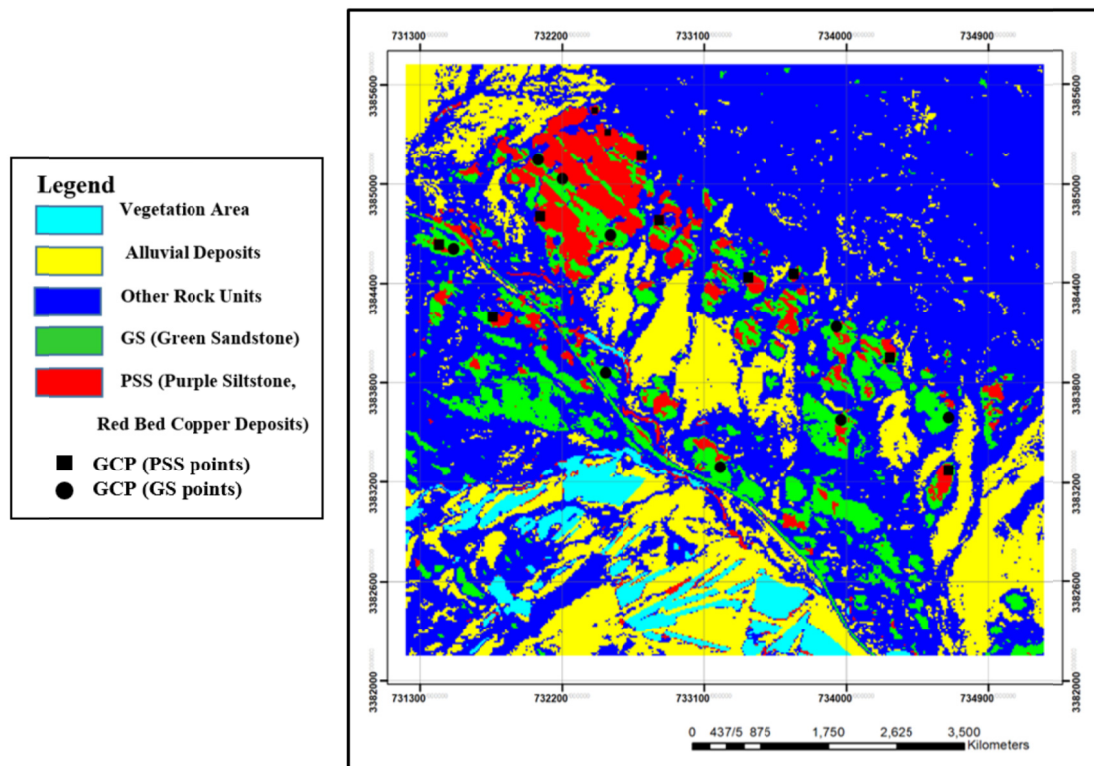 Legend
Vegetation Area
Alluvial Deposits
Other Rock Units
GS (Green Sandstone)
PSS (Purple Siltstone,
Red Bed Copper Deposits)
GCP (PSS points)
GCP (GS points)
731300 732200 733100 734000 734900
3385600 3385600
3385000 3385000
3384400 3384400
3383800 3383800
3383200 3383200
3382600 3382600
3382000 3382000
731300 732200 733100 734000 734900
0 437/5 875 1,750 2,625 3,500
Kilometers